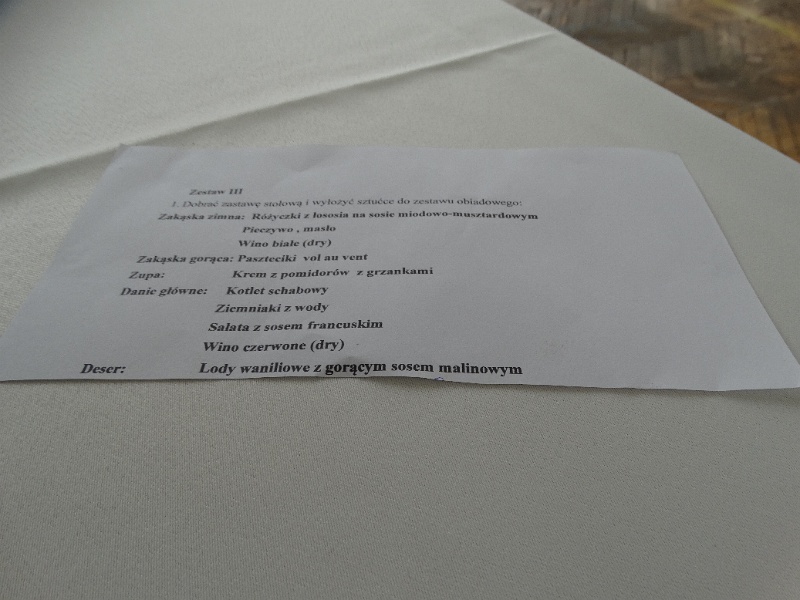 Zestaw III
1. Dobrać zastawę stołową i wyłożyć sztućce do zestawu obiadowego:
Zakąska zimna: Różyczki z łososia na sosie miodowo-musztardowym
Pieczywo , masło
Wino białe (dry)
Zakąska gorąca: Paszteciki vol au vent
Zupa: Krem z pomidorów z grzankami
Danie główne: Kotlet schabowy
Ziemniaki z wody
Sałata z sosem francuskim
Wino czerwone (dry)
Deser: Lody waniliowe z gorącym sosem malinowym